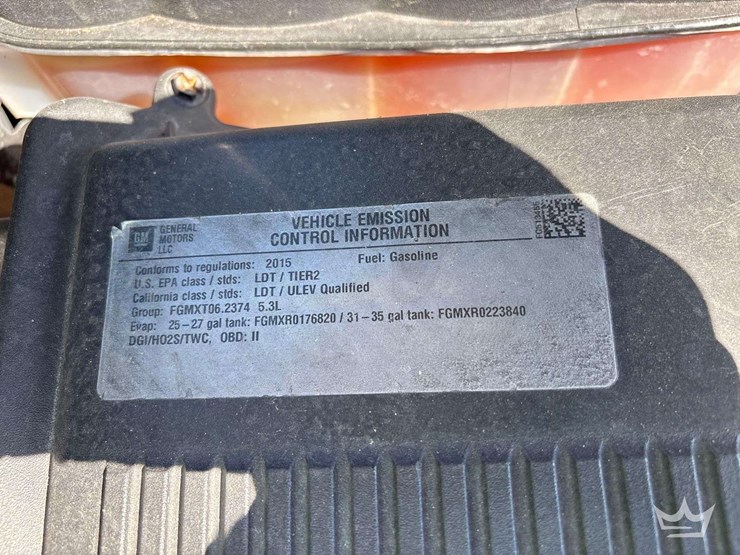 GM
GENERAL
MOTORS
LLC
VEHICLE EMISSION
CONTROL INFORMATION
Conforms to regulations: 2015 Fuel: Gasoline
U.S. EPA class / stds: LDT / TIER2
California class / stds: LDT / ULEV Qualified
Group: FGMXT06.2374 5.3L
Evap: 25-27 gal tank: FGMXR0176820 / 31-35 gal tank: FGMXR0223840
DGI/HO2S/TWC, OBD: II